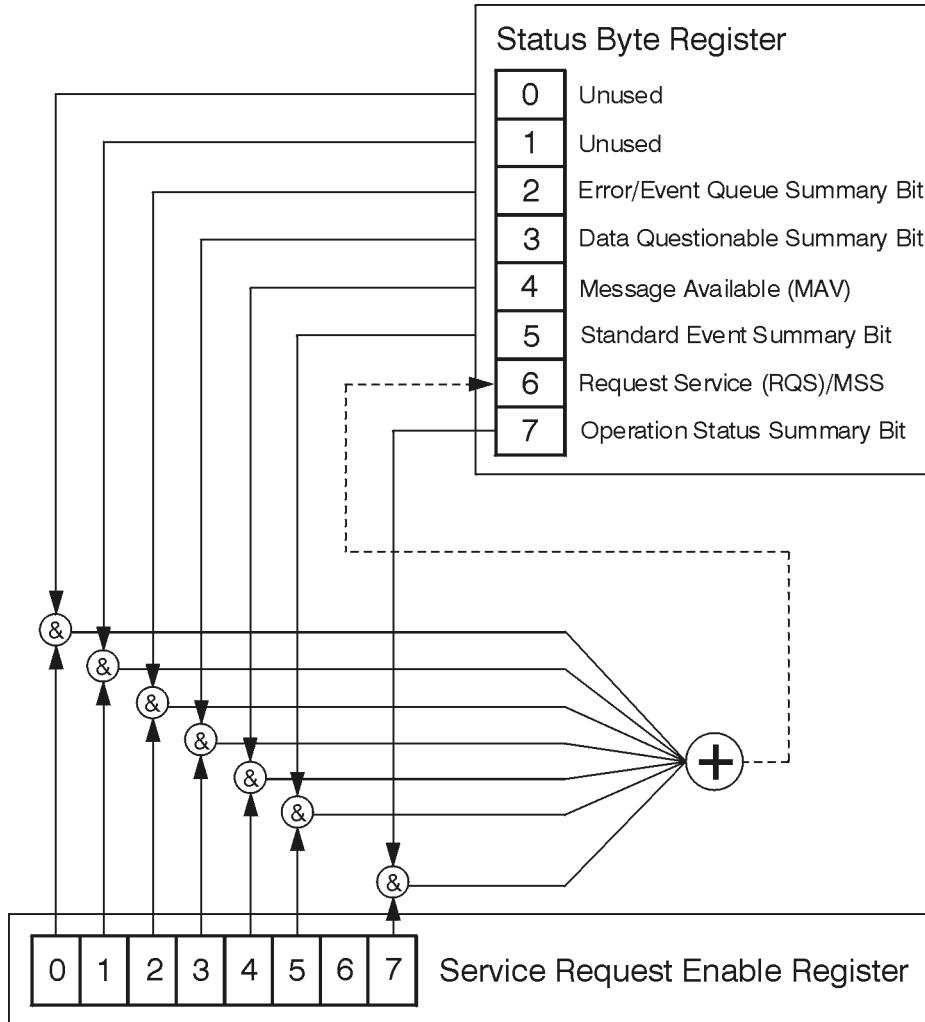 Status Byte Register
0 Unused
1 Unused
2 Error/Event Queue Summary Bit
3 Data Questionable Summary Bit
4 Message Available (MAV)
5 Standard Event Summary Bit
6 Request Service (RQS)/MSS
7 Operation Status Summary Bit
&
&
&
&
&
&
+
&
0 1 2 3 4 5 6 7 Service Request Enable Register